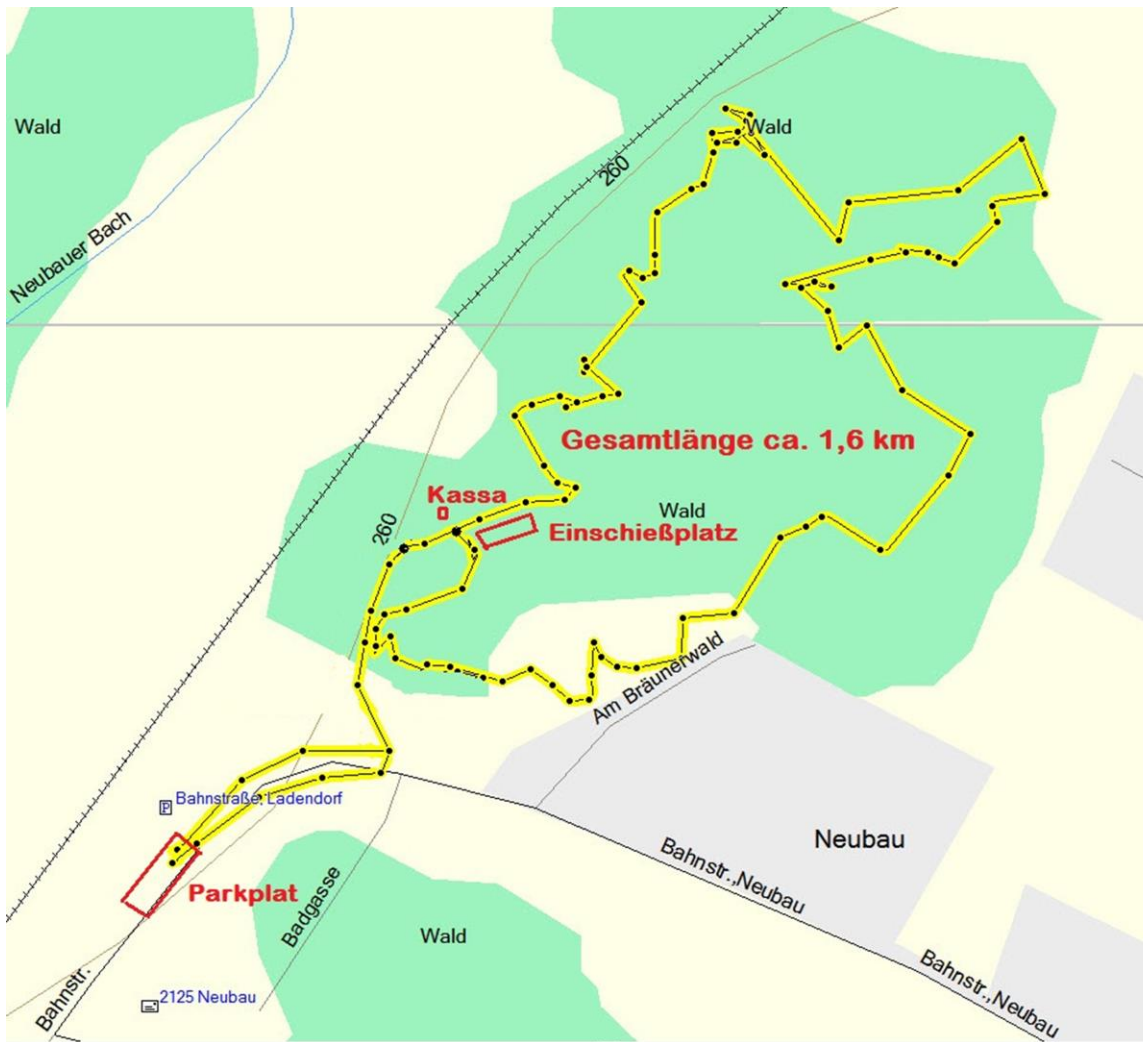 Wald
Wald
260
Neubauer Bach
Gesamtlänge ca. 1,6 km
Kassa
Wald
260
Einschießplatz
Am Bräunerwald
Bahnstraße, Ladendorf
P
Neubau
Bahnstr.,Neubau
Parkplat
Badgasse
Wald
Bahnstr.,Neubau
Bahnstr.
2125 Neubau